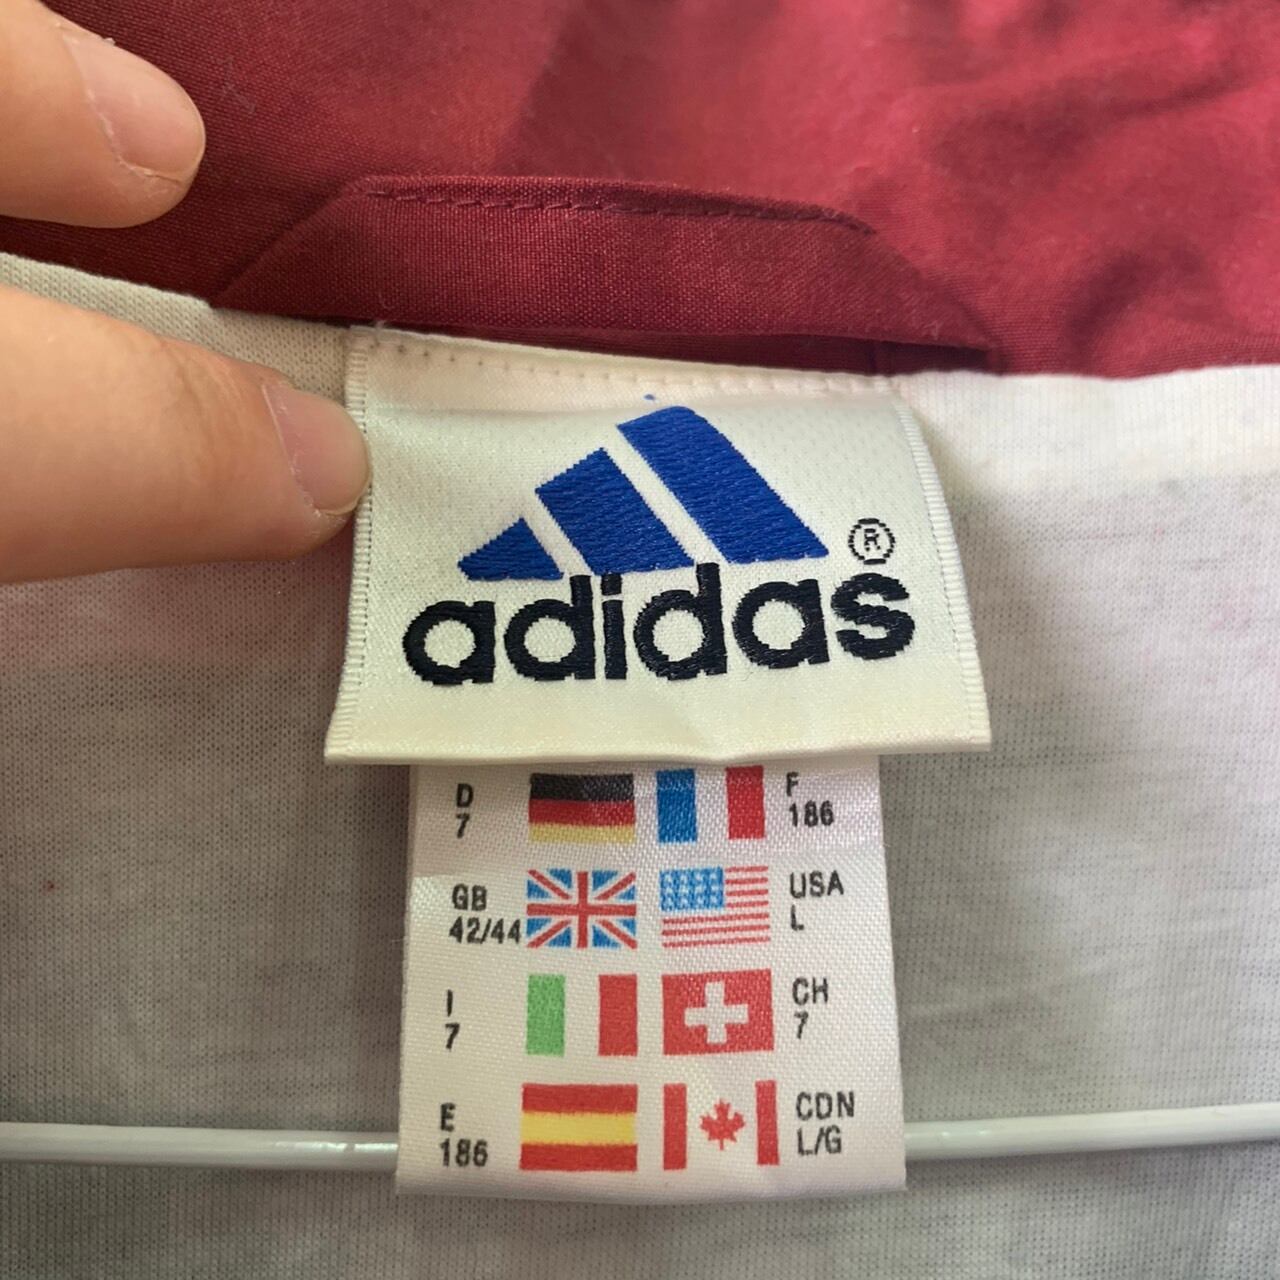 ®
adidas
D
7
F
186
GB
42/44
USA
L
I
7
CH
7
E
186
CDN
L/G